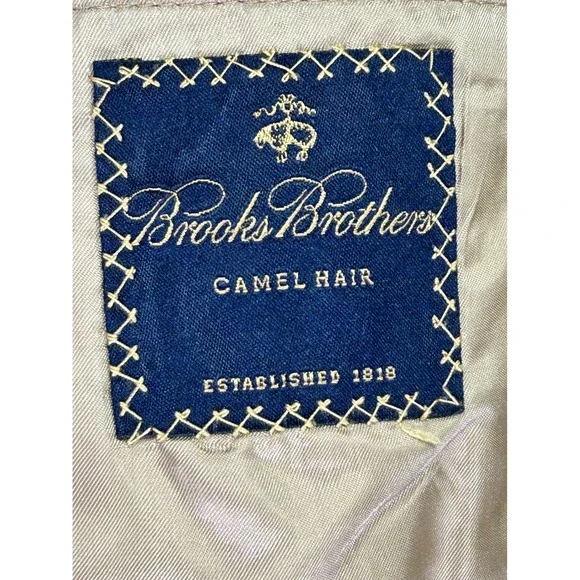 Brooks Brothers
CAMEL HAIR
ESTABLISHED 1818